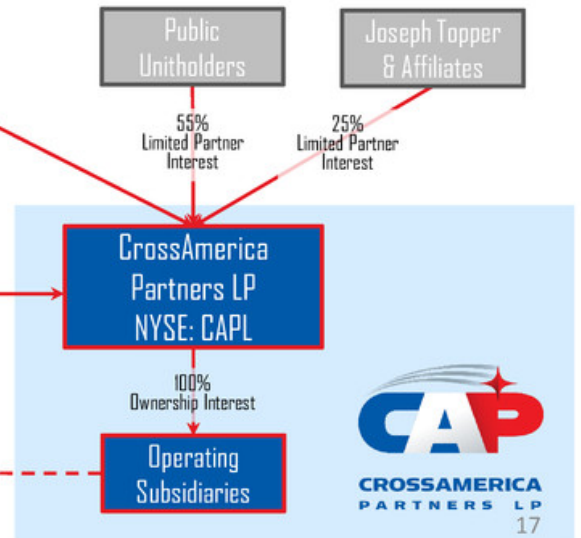 Public
Unitholders
Joseph Topper
& Affiliates
55%
Limited Partner
Interest
25%
Limited Partner
Interest
CrossAmerica
Partners LP
NYSE: CAPL
100%
Ownership Interest
Operating
Subsidiaries
CAP
CROSSAMERICA
PARTNERS LP
17